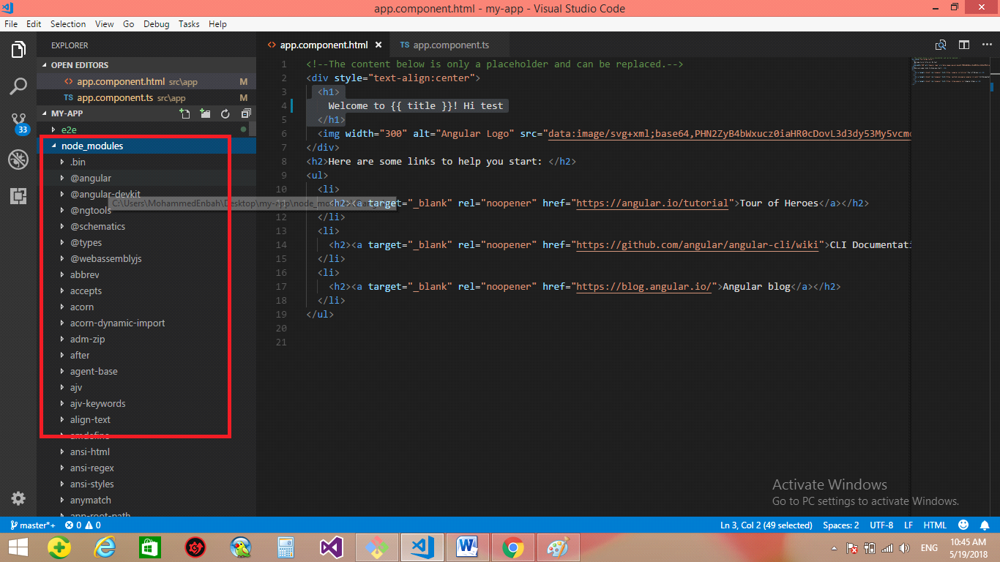 app.component.html - my-app - Visual Studio Code
File Edit Selection View Go Debug Tasks Help
EXPLORER
OPEN EDITORS
<> app.component.html src\app M
TS app.component.ts src\app M
MY-APP
33
e2e
node_modules
.bin
@angular
@angular-devkit
C:\Users\MohammedEnbah\Desktop\my-app\node_mod
@ngtools
@schematics
@types
@webassemblyjs
abbrev
accepts
acorn
acorn-dynamic-import
adm-zip
after
agent-base
ajv
ajv-keywords
align-text
amdefine
ansi-html
ansi-regex
ansi-styles
anymatch
app-root-path
<> app.component.html × TS app.component.ts
1 <!--The content below is only a placeholder and can be replaced.-->
2 <div style="text-align:center">
3 <h1>
4 Welcome to {{ title }}! Hi test
5 </h1>
6 <img width="300" alt="Angular Logo" src="data:image/svg+xml;base64,PHN2ZyB4bWxucz0iaHR0cDovL3d3dy53My5vcmc
7 </div>
8 <h2>Here are some links to help you start: </h2>
9 <ul>
10 <li>
11 <h2><a target="_blank" rel="noopener" href="https://angular.io/tutorial">Tour of Heroes</a></h2>
12 </li>
13 <li>
14 <h2><a target="_blank" rel="noopener" href="https://github.com/angular/angular-cli/wiki">CLI Documentati
15 </li>
16 <li>
17 <h2><a target="_blank" rel="noopener" href="https://blog.angular.io/">Angular blog</a></h2>
18 </li>
19 </ul>
20
21
Activate Windows
Go to PC settings to activate Windows.
master*+ 0 0 Ln 3, Col 2 (49 selected) Spaces: 2 UTF-8 LF HTML
ENG
10:45 AM
5/19/2018